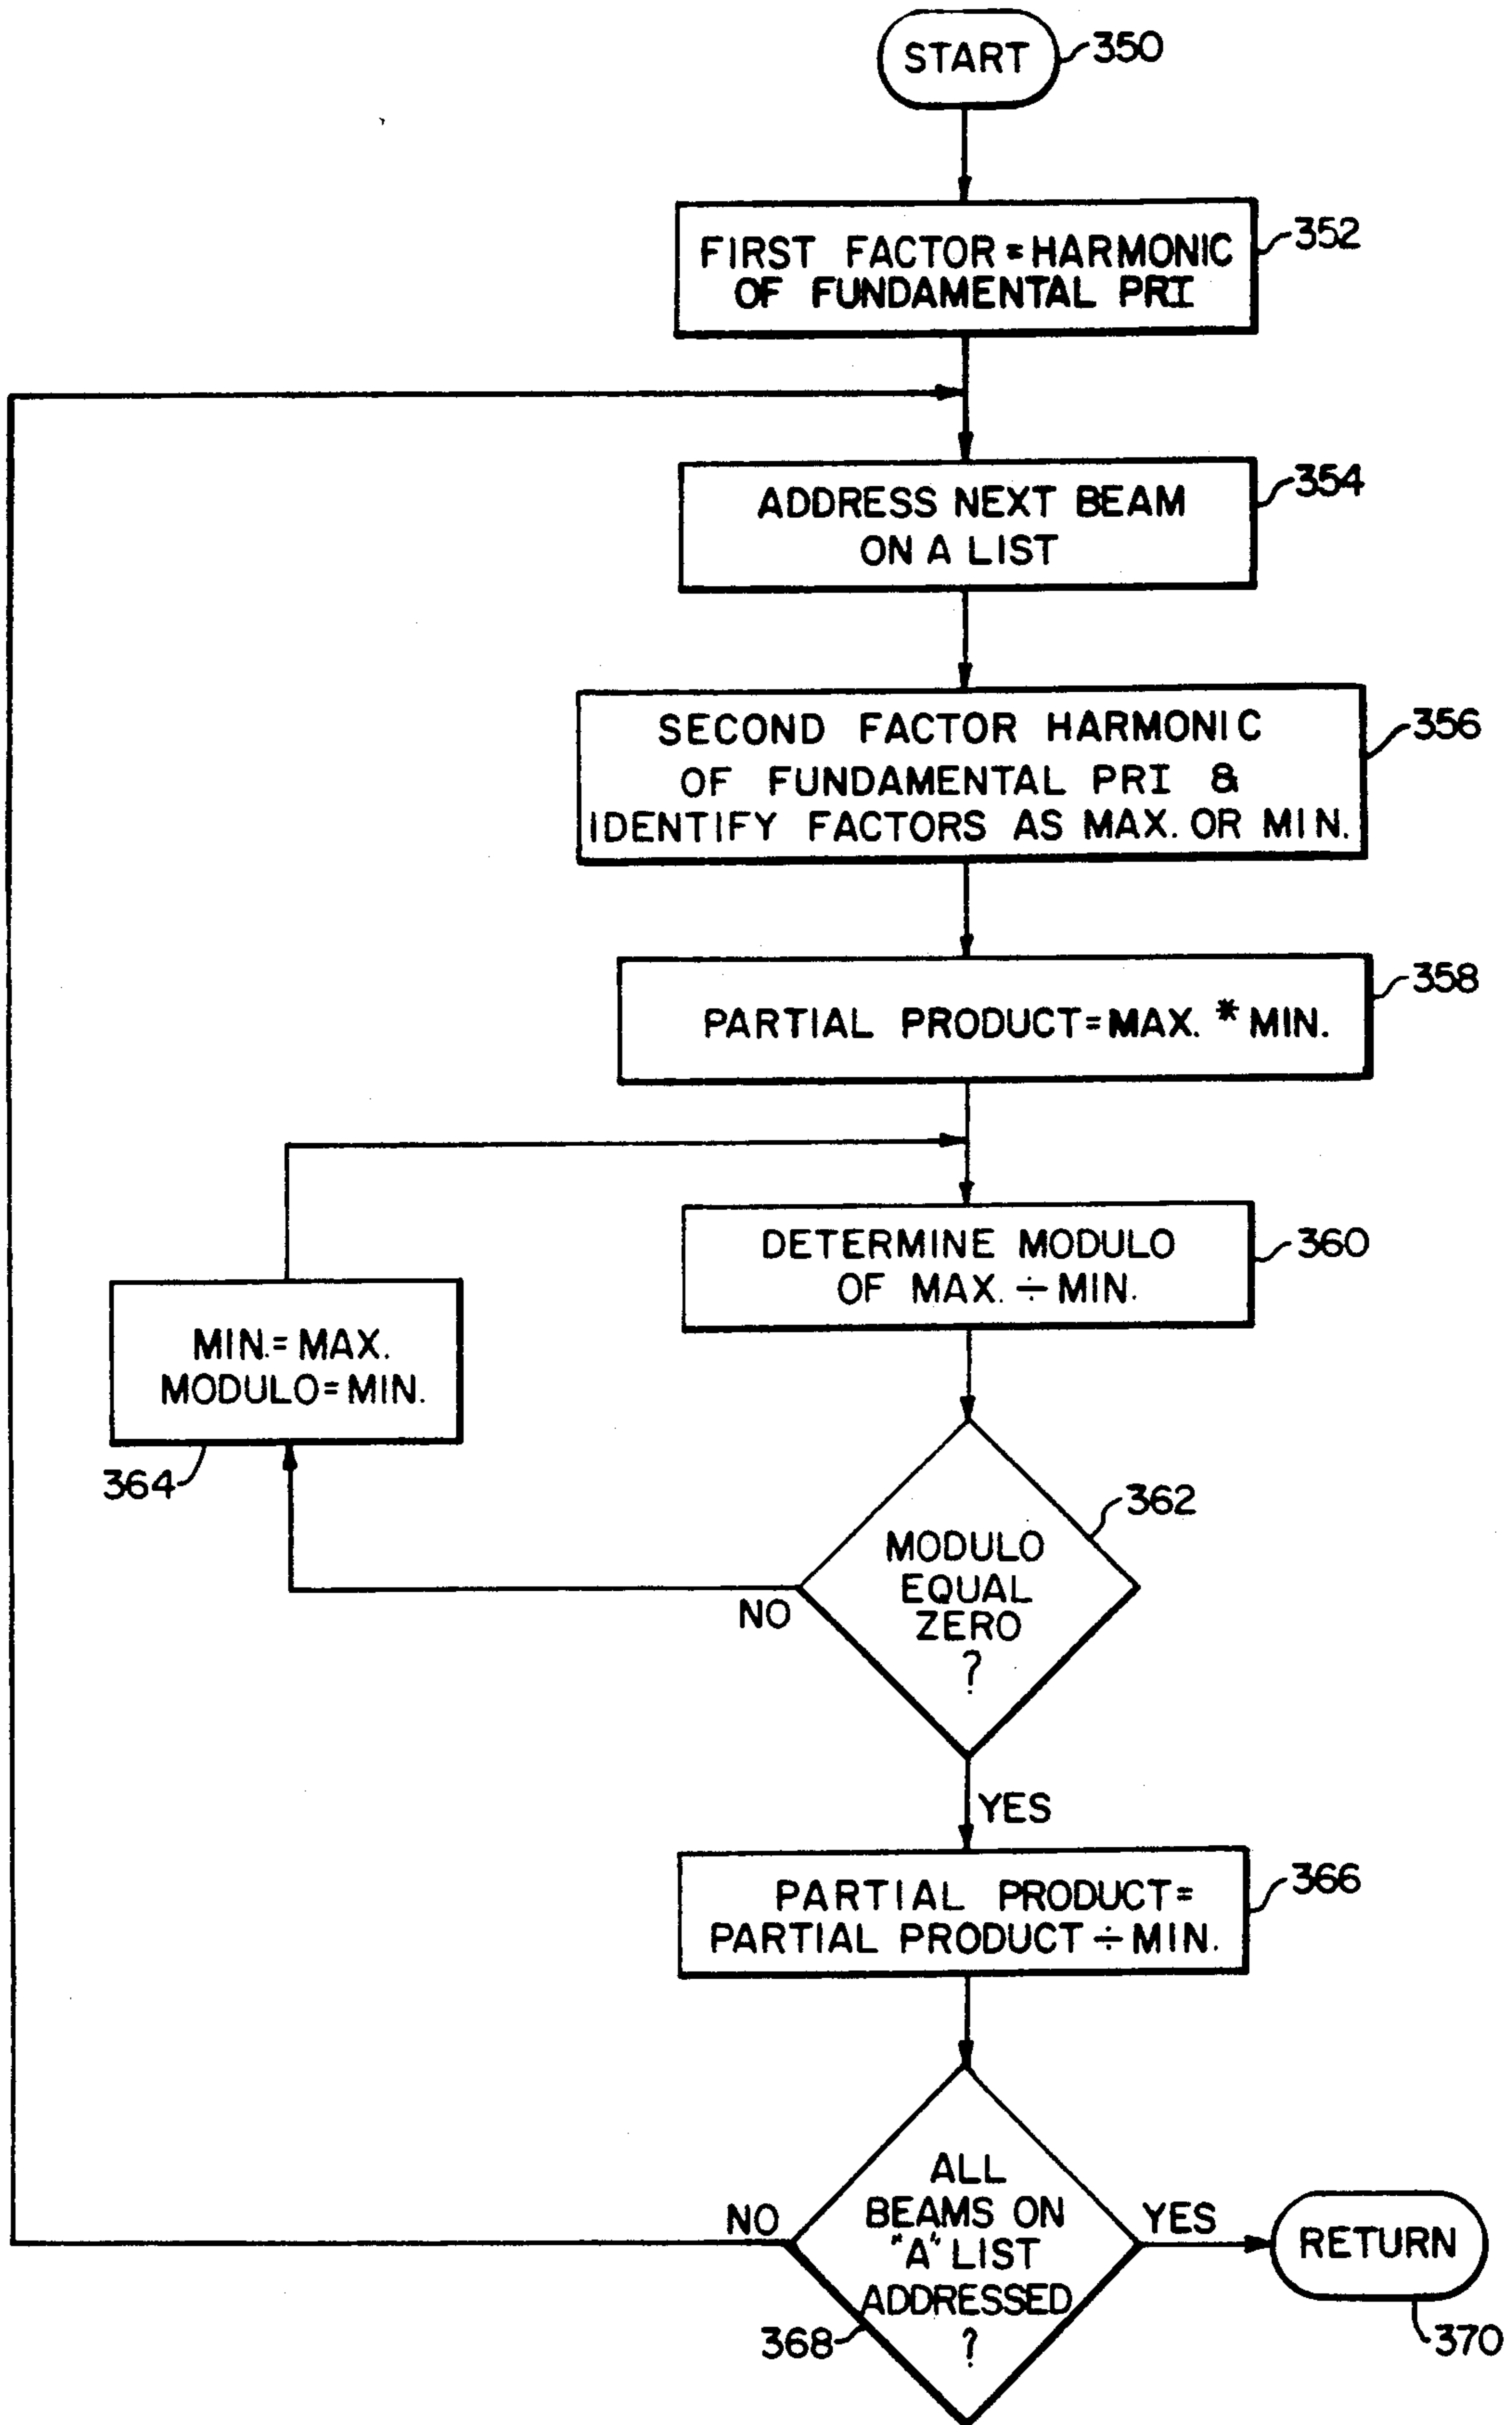 START
350
FIRST FACTOR = HARMONIC
OF FUNDAMENTAL PRI
352
ADDRESS NEXT BEAM
ON A LIST
354
SECOND FACTOR HARMONIC
OF FUNDAMENTAL PRI &
IDENTIFY FACTORS AS MAX. OR MIN.
356
PARTIAL PRODUCT = MAX. * MIN.
358
DETERMINE MODULO
OF MAX. ÷ MIN.
360
MIN. = MAX.
MODULO = MIN.
364
MODULO
EQUAL
ZERO
?
362
NO
YES
PARTIAL PRODUCT =
PARTIAL PRODUCT ÷ MIN.
366
ALL
BEAMS ON
"A" LIST
ADDRESSED
?
368
NO
YES
RETURN
370